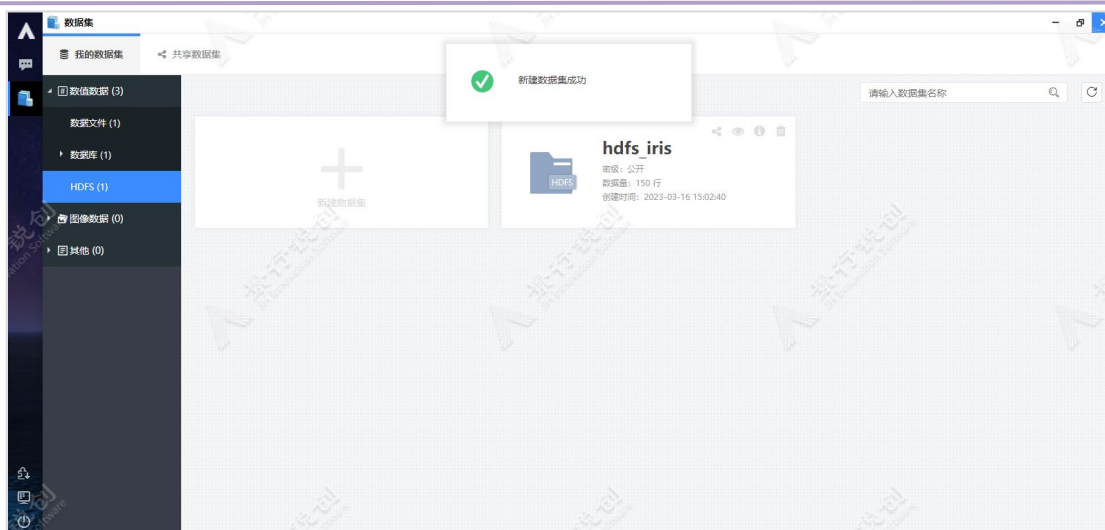 数据集
我的数据集
共享数据集
新建数据集成功
数值数据 (3)
请输入数据集名称
数据文件 (1)
数据库 (1)
HDFS (1)
图像数据 (0)
其他 (0)
新建数据集
HDFS
hdfs_iris
密级：公开
数据量：150 行
创建时间：2023-03-16 15:02:40